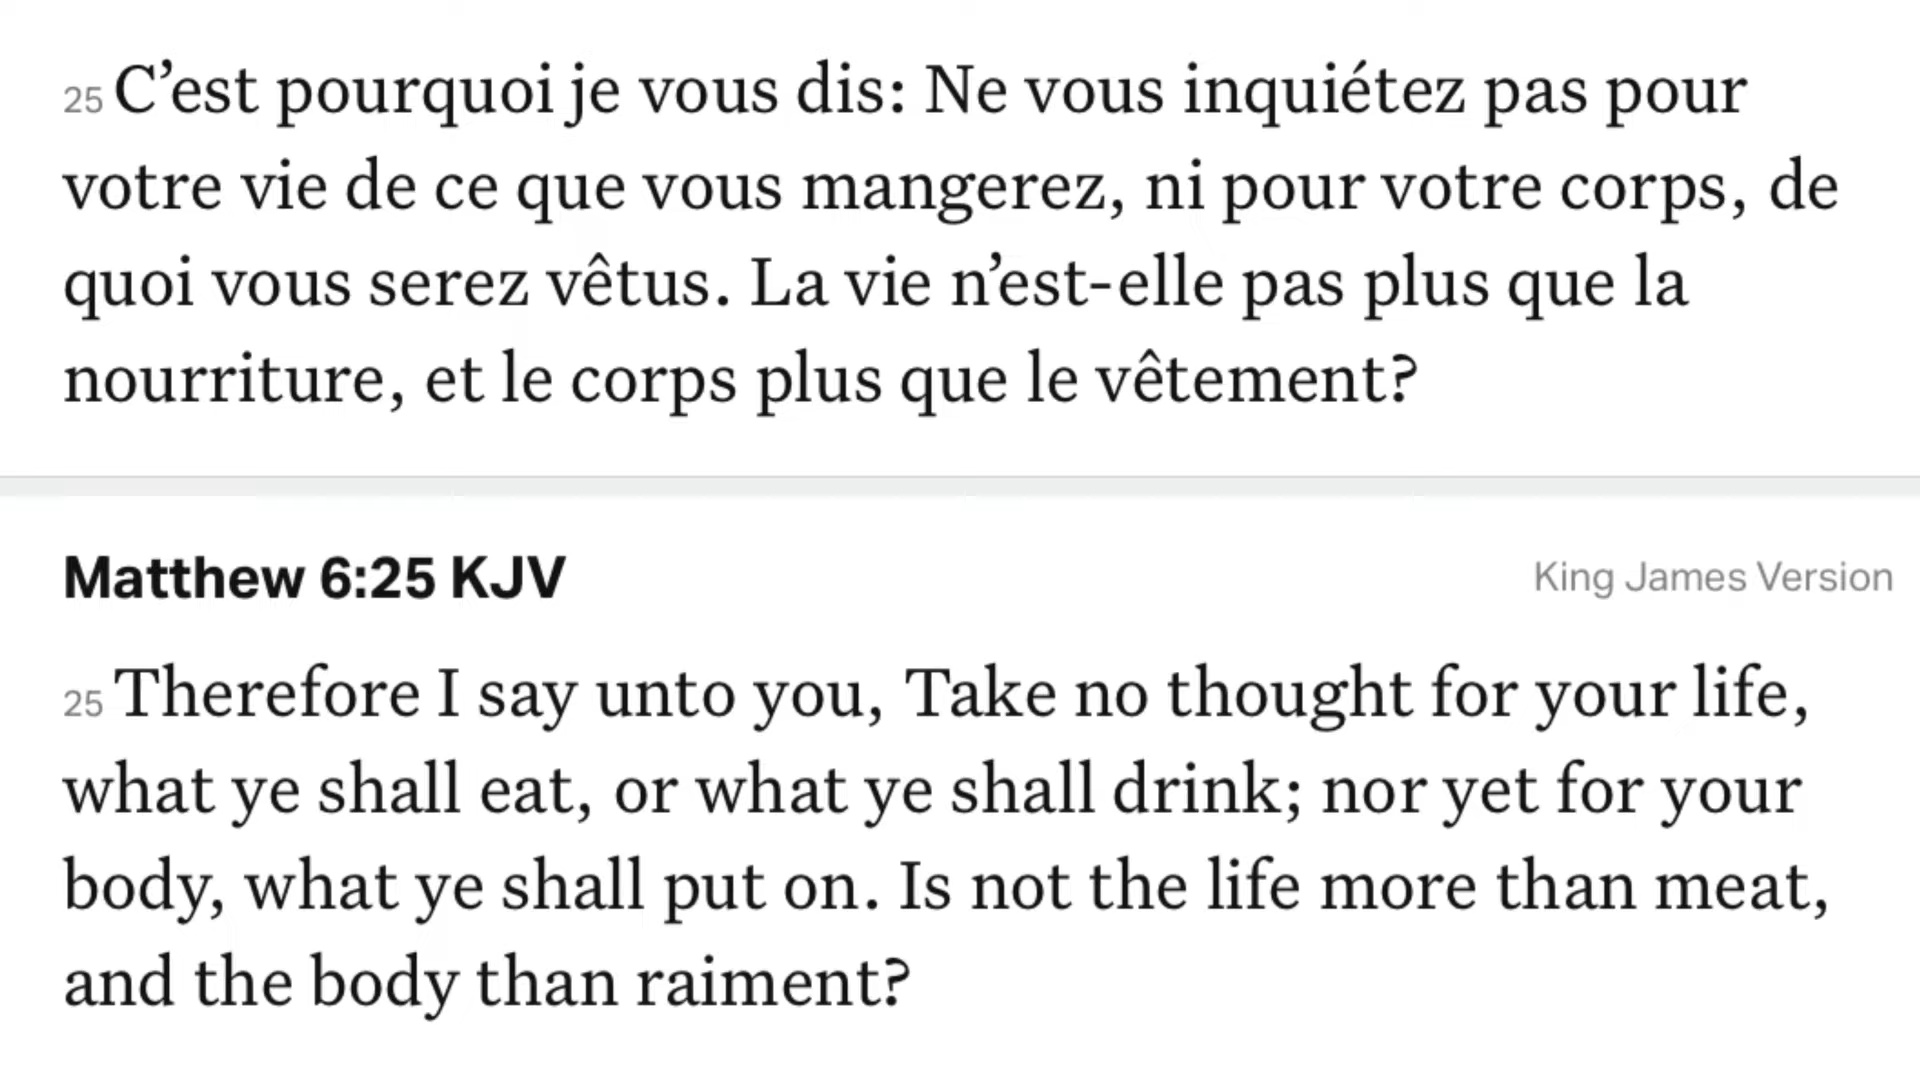 25 C’est pourquoi je vous dis: Ne vous inquiétez pas pour
votre vie de ce que vous mangerez, ni pour votre corps, de
quoi vous serez vêtus. La vie n’est-elle pas plus que la
nourriture, et le corps plus que le vêtement?
Matthew 6:25 KJV
King James Version
25 Therefore I say unto you, Take no thought for your life,
what ye shall eat, or what ye shall drink; nor yet for your
body, what ye shall put on. Is not the life more than meat,
and the body than raiment?